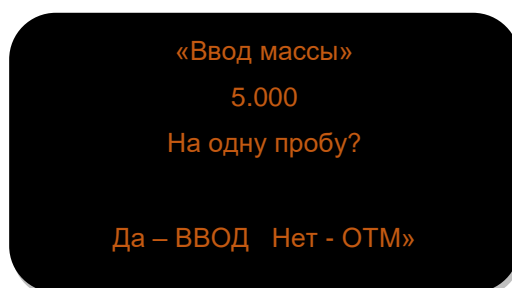 «Ввод массы»
5.000
На одну пробу?
Да – ВВОД   Нет - ОТМ»